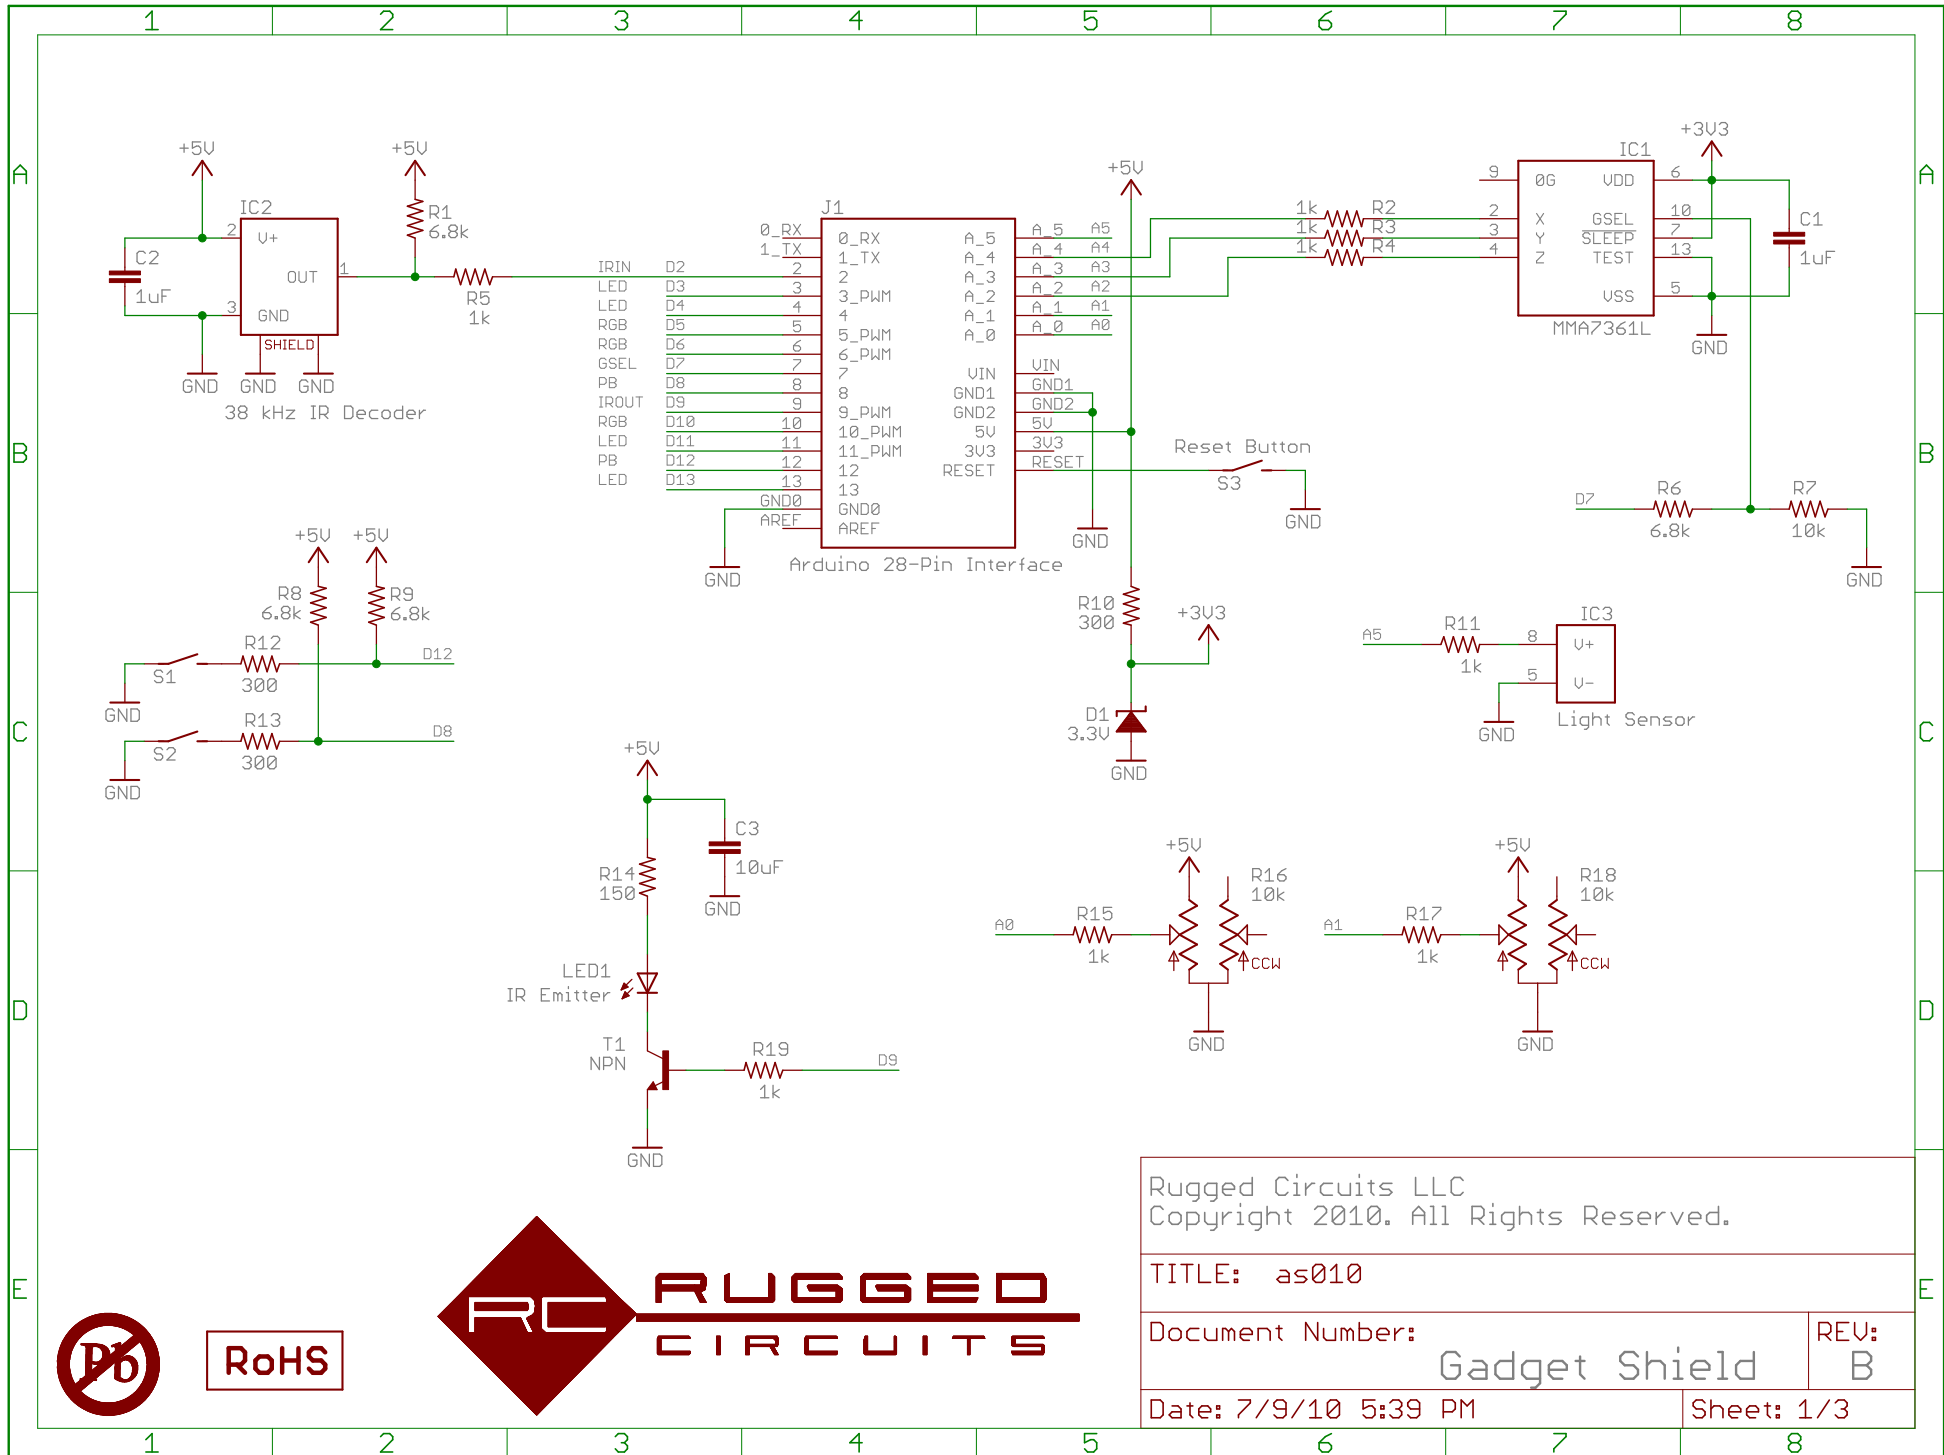 1 2 3 4 5 6 7 8
A A
B B
C C
D D
E E
+5V
IC2
2 V+
OUT 1
3 GND
SHIELD
C2
1uF
GND GND GND
38 kHz IR Decoder
+5V
R1
6.8k
R5
1k
IRIN D2
LED D3
LED D4
RGB D5
RGB D6
GSEL D7
PB D8
IROUT D9
RGB D10
LED D11
PB D12
LED D13
J1
0_RX 0_RX
1_TX 1_TX
2 2
3 3_PWM
4 4
5 5_PWM
6 6_PWM
7 7
8 8
9 9_PWM
10 10_PWM
11 11_PWM
12 12
13 13
GND0 GND0
AREF AREF
A_5 A_5 A5
A_4 A_4 A4
A_3 A_3 A3
A_2 A_2 A2
A_1 A_1 A1
A_0 A_0 A0
VIN VIN
GND1 GND1
GND2 GND2
5V 5V
3V3 3V3
RESET RESET
GND
Arduino 28-Pin Interface
GND
+5V
Reset Button
S3
GND
1k R2
1k R3
1k R4
IC1
9 0G VDD 6
2 X GSEL 10
3 Y SLEEP 7
4 Z TEST 13
VSS 5
MMA7361L
+3V3
C1
1uF
GND
D7 R6 R7
6.8k 10k
GND
+5V +5V
R8 R9
6.8k 6.8k
R12 D12
S1 300
GND
R13 D8
S2 300
GND
R10
300
+3V3
D1
3.3V
GND
IC3
A5 R11 8 V+
1k
5 V-
GND
Light Sensor
+5V
C3
10uF
R14
150
GND
LED1
IR Emitter
T1
NPN
R19 D9
1k
GND
+5V
R16
10k
A0 R15
1k
CCW
GND
+5V
R18
10k
A1 R17
1k
CCW
GND
Pb
RoHS
RC
RUGGED
CIRCUITS
Rugged Circuits LLC
Copyright 2010. All Rights Reserved.
TITLE: as010
Document Number: REV:
Gadget Shield B
Date: 7/9/10 5:39 PM Sheet: 1/3
1 2 3 4 5 6 7 8